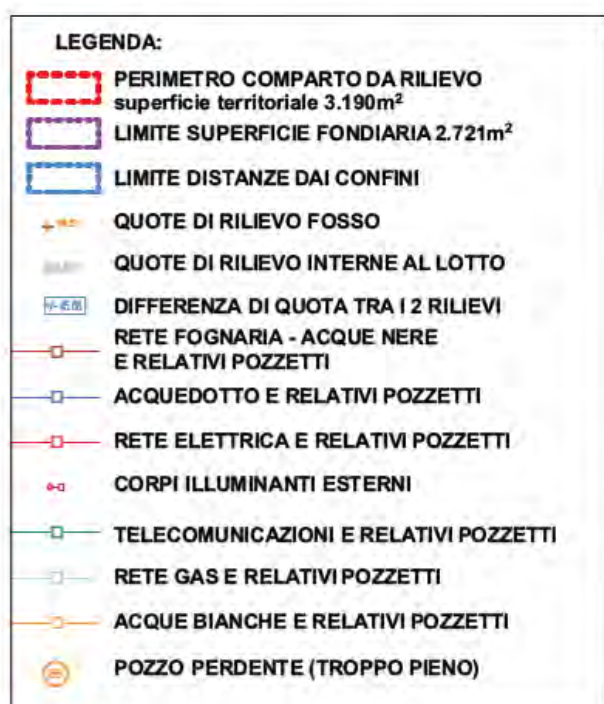 LEGENDA:
PERIMETRO COMPARTO DA RILIEVO
superficie territoriale 3.190m²
LIMITE SUPERFICIE FONDIARIA 2.721m²
LIMITE DISTANZE DAI CONFINI
QUOTE DI RILIEVO FOSSO
QUOTE DI RILIEVO INTERNE AL LOTTO
DIFFERENZA DI QUOTA TRA I 2 RILIEVI
RETE FOGNARIA - ACQUE NERE
E RELATIVI POZZETTI
ACQUEDOTTO E RELATIVI POZZETTI
RETE ELETTRICA E RELATIVI POZZETTI
CORPI ILLUMINANTI ESTERNI
TELECOMUNICAZIONI E RELATIVI POZZETTI
RETE GAS E RELATIVI POZZETTI
ACQUE BIANCHE E RELATIVI POZZETTI
POZZO PERDENTE (TROPPO PIENO)